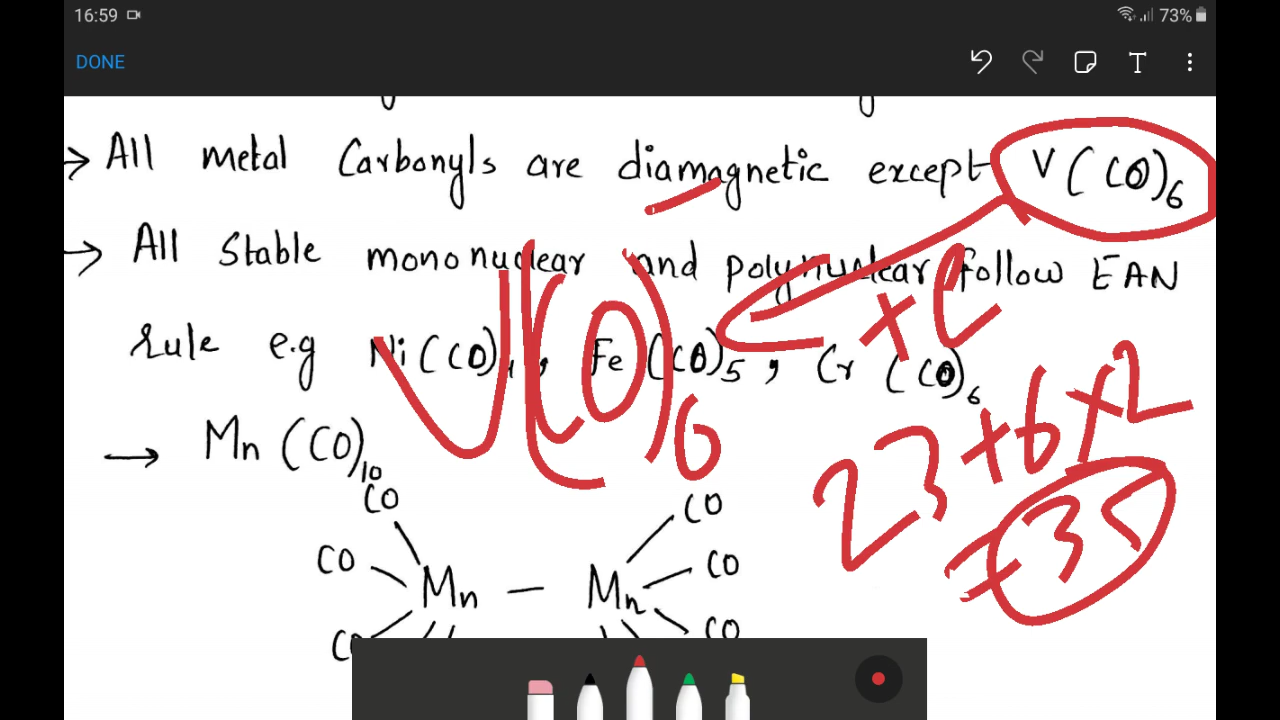 16:59
73%
DONE
→ All metal Carbonyls are diamagnetic except V(CO)6
→ All Stable mononuclear and polynuclear follow EAN
rule e.g Ni(CO)4, Fe(CO)5, Cr(CO)6
V(CO)6
23+6×2
=35
→ Mn(CO)10
CO CO
CO CO
Mn — Mn
CO CO